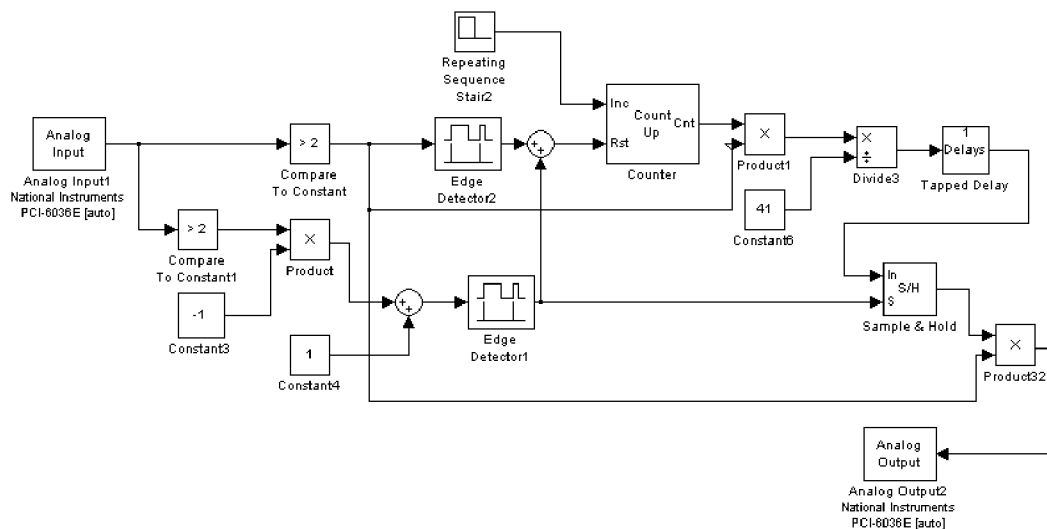 Repeating
Sequence
Stair2
Analog
Input
Analog Input1
National Instruments
PCI-6036E [auto]
> 2
Compare
To Constant
Edge
Detector2
+
+
Inc
Rst
Count
Up
Cnt
Counter
×
Product1
×
÷
Divide3
1
Delays
Tapped Delay
41
Constant6
> 2
Compare
To Constant1
×
Product
-1
Constant3
1
Constant4
+
+
Edge
Detector1
In
S
S/H
Sample & Hold
×
Product32
Analog
Output
Analog Output2
National Instruments
PCI-6036E [auto]